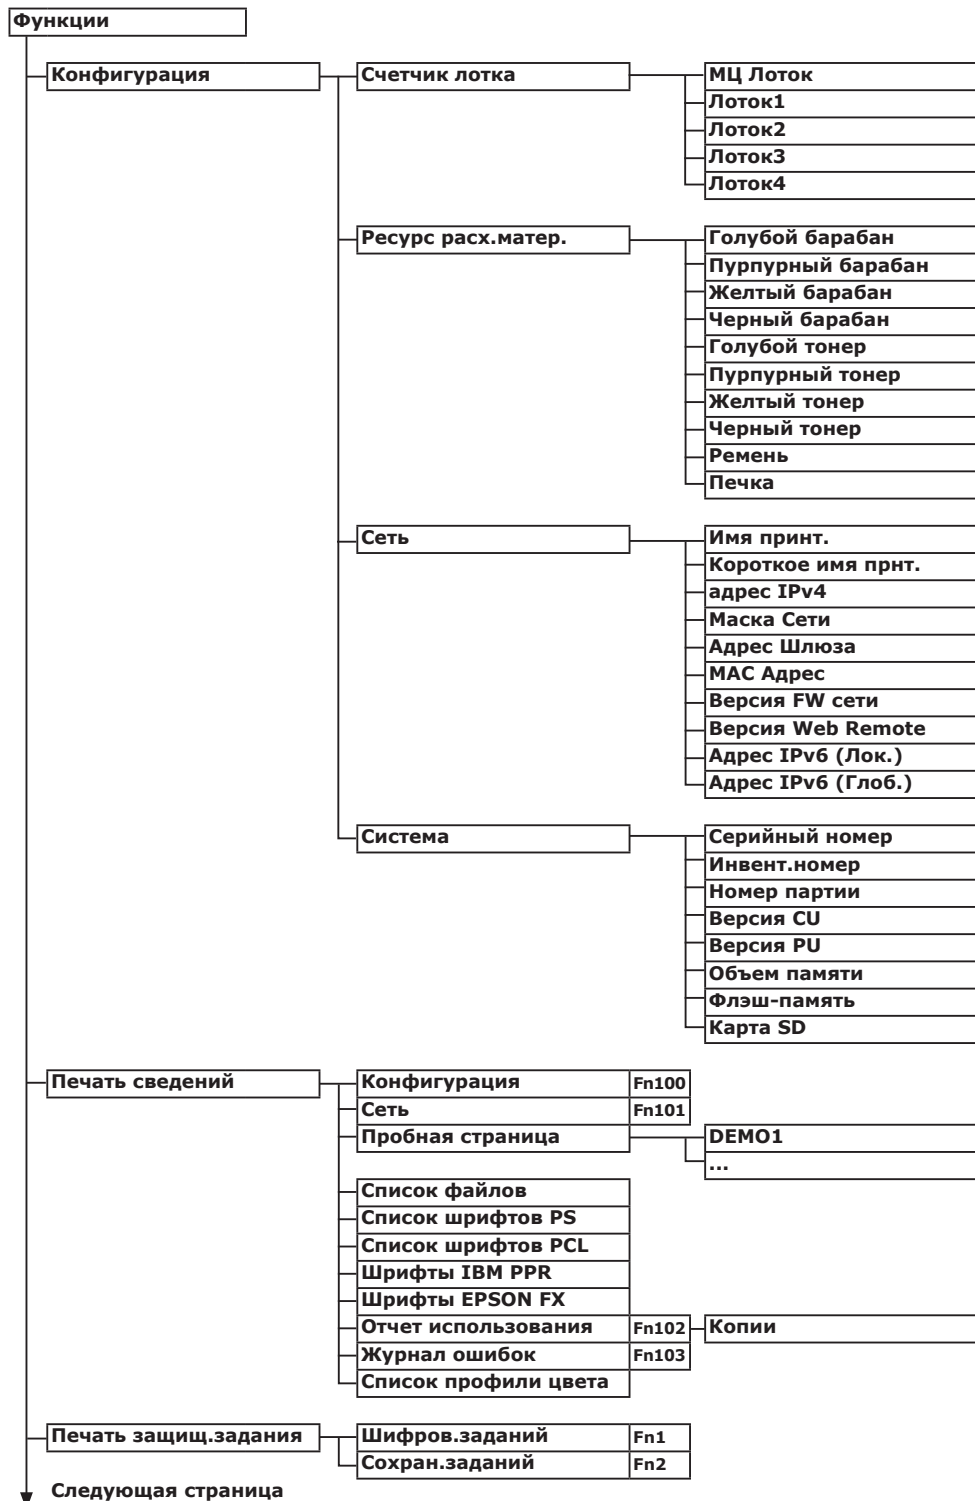 Функции
Конфигурация
Счетчик лотка
МЦ Лоток
Лоток1
Лоток2
Лоток3
Лоток4
Ресурс расх.матер.
Голубой барабан
Пурпурный барабан
Желтый барабан
Черный барабан
Голубой тонер
Пурпурный тонер
Желтый тонер
Черный тонер
Ремень
Печка
Сеть
Имя принт.
Короткое имя прнт.
адрес IPv4
Маска Сети
Адрес Шлюза
MAC Адрес
Версия FW сети
Версия Web Remote
Адрес IPv6 (Лок.)
Адрес IPv6 (Глоб.)
Система
Серийный номер
Инвент.номер
Номер партии
Версия CU
Версия PU
Объем памяти
Флэш-память
Карта SD
Печать сведений
Конфигурация Fn100
Сеть Fn101
Пробная страница
DEMO1
...
Список файлов
Список шрифтов PS
Список шрифтов PCL
Шрифты IBM PPR
Шрифты EPSON FX
Отчет использования Fn102 Копии
Журнал ошибок Fn103
Список профили цвета
Печать защищ.задания
Шифров.заданий Fn1
Сохран.заданий Fn2
Следующая страница